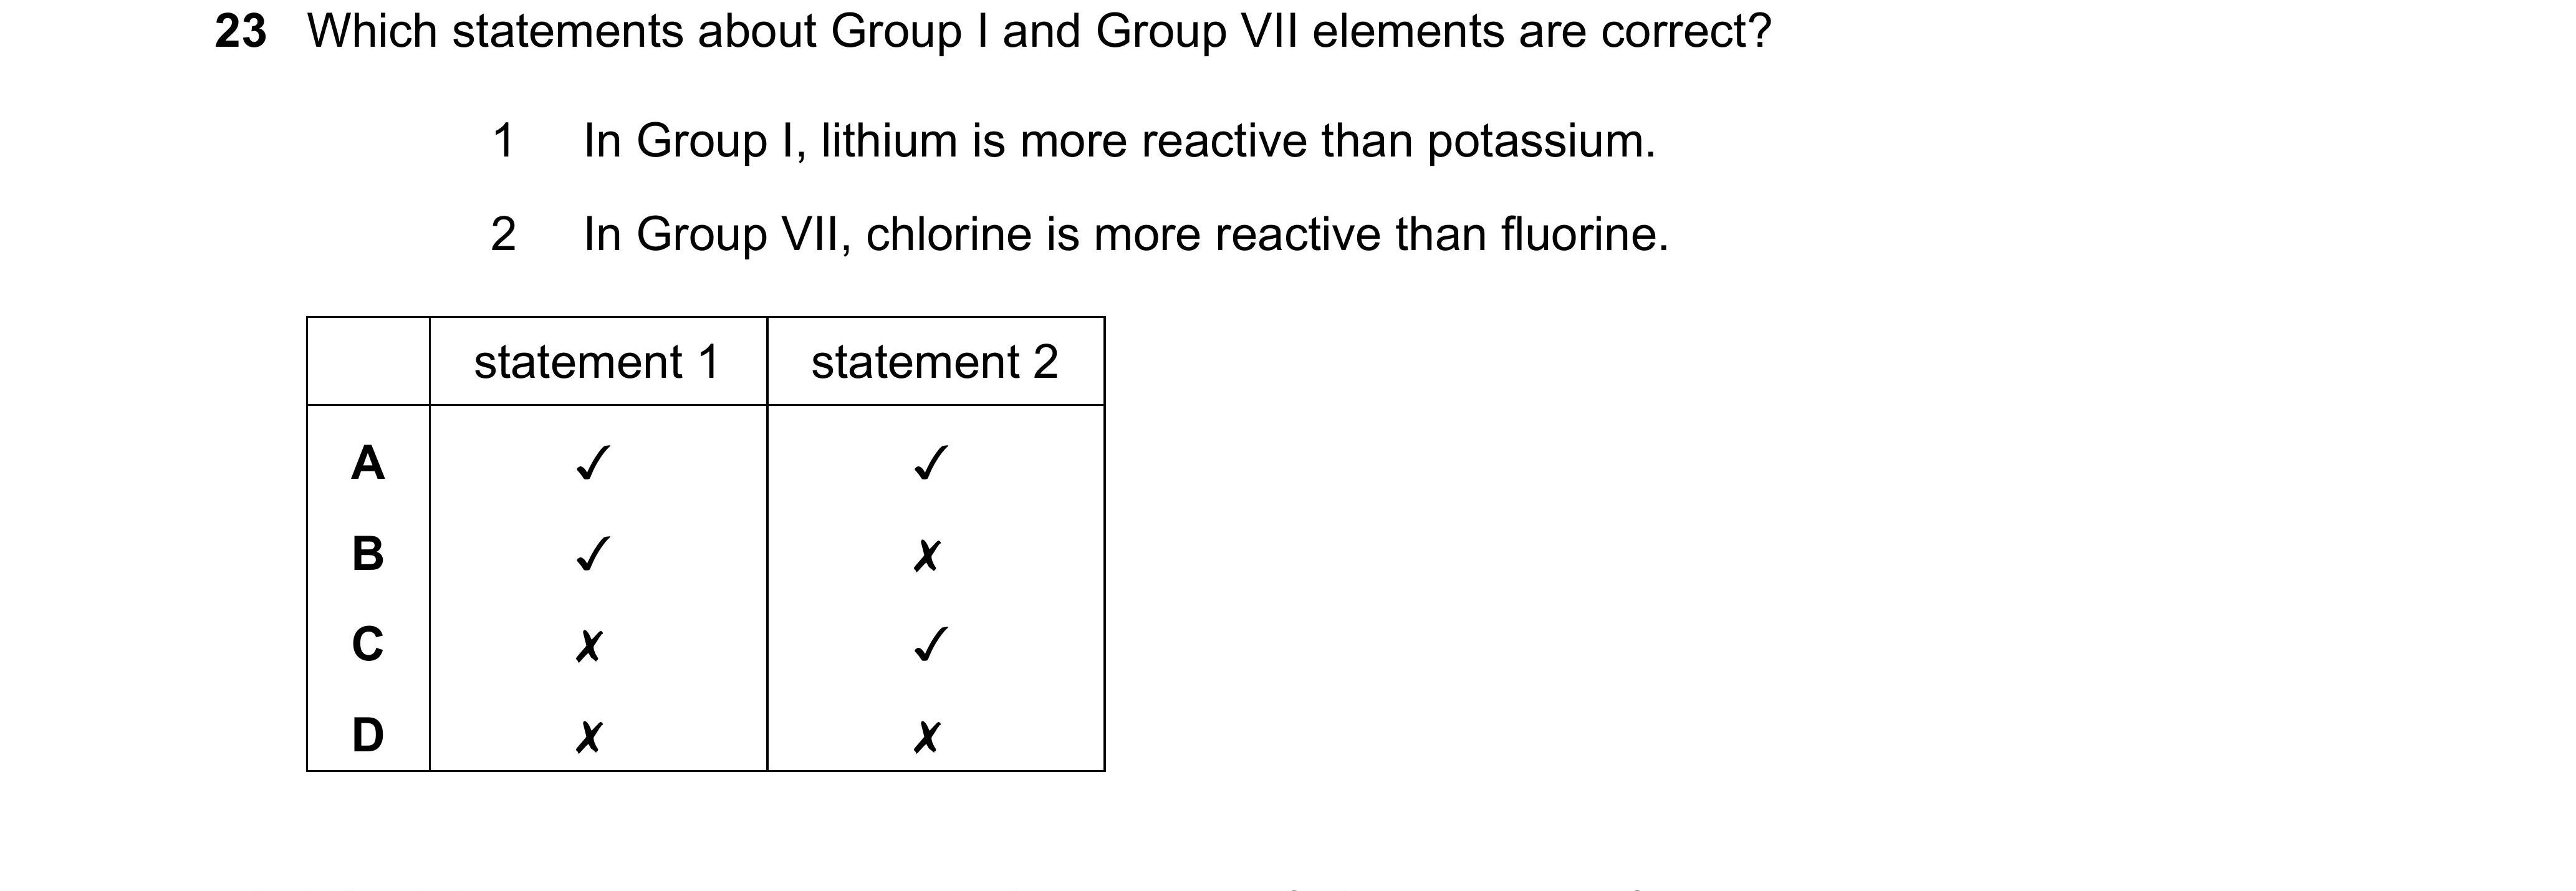 23 Which statements about Group I and Group VII elements are correct?
1 In Group I, lithium is more reactive than potassium.
2 In Group VII, chlorine is more reactive than fluorine.
statement 1 statement 2
A ✓ ✓
B ✓ ✗
C ✗ ✓
D ✗ ✗